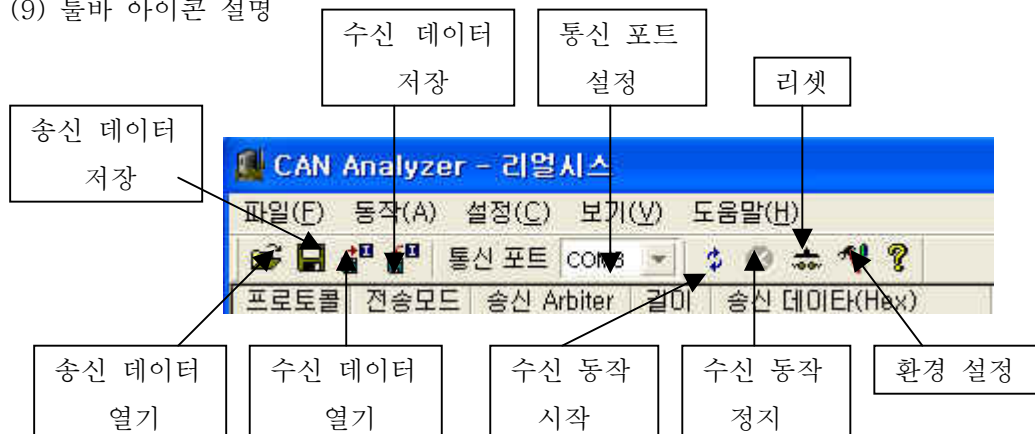 (9) 툴바 아이콘 설명
수신 데이터
저장
통신 포트
설정
리셋
송신 데이터
저장
CAN Analyzer - 리얼시스
파일(F) 동작(A) 설정(C) 보기(V) 도움말(H)
통신 포트 COM3
프로토콜 전송모드 송신 Arbiter 길이 송신 데이타(Hex)
송신 데이터
열기
수신 데이터
열기
수신 동작
시작
수신 동작
정지
환경 설정